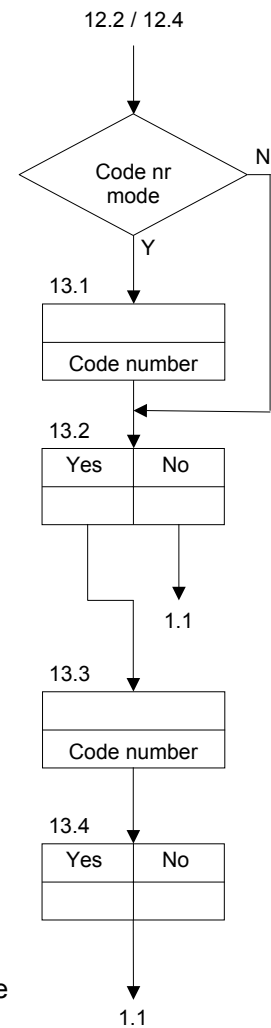 12.2 / 12.4
Code nr
mode
N
Y
13.1
Code number
13.2
Yes No
1.1
13.3
Code number
13.4
Yes No
e
1.1